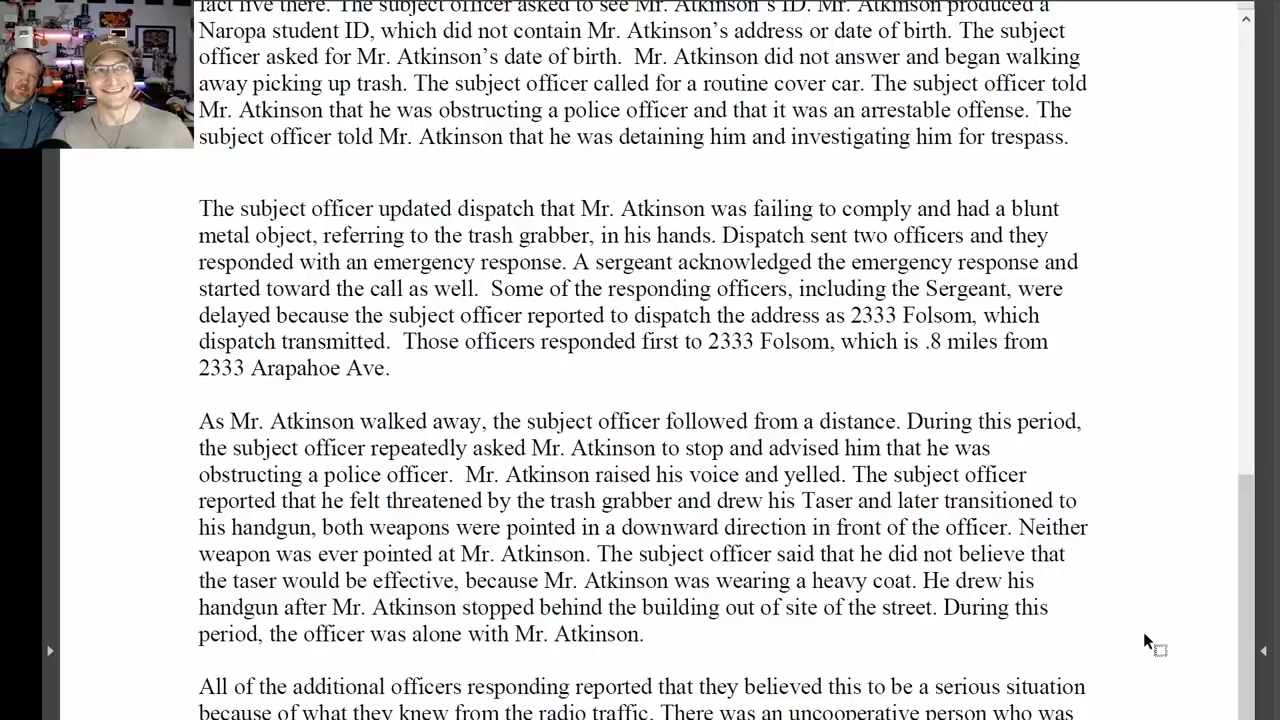 fact live there. The subject officer asked to see Mr. Atkinson's ID. Mr. Atkinson produced a
Naropa student ID, which did not contain Mr. Atkinson's address or date of birth. The subject
officer asked for Mr. Atkinson's date of birth.  Mr. Atkinson did not answer and began walking
away picking up trash. The subject officer called for a routine cover car. The subject officer told
Mr. Atkinson that he was obstructing a police officer and that it was an arrestable offense. The
subject officer told Mr. Atkinson that he was detaining him and investigating him for trespass.
The subject officer updated dispatch that Mr. Atkinson was failing to comply and had a blunt
metal object, referring to the trash grabber, in his hands. Dispatch sent two officers and they
responded with an emergency response. A sergeant acknowledged the emergency response and
started toward the call as well.  Some of the responding officers, including the Sergeant, were
delayed because the subject officer reported to dispatch the address as 2333 Folsom, which
dispatch transmitted.  Those officers responded first to 2333 Folsom, which is .8 miles from
2333 Arapahoe Ave.
As Mr. Atkinson walked away, the subject officer followed from a distance. During this period,
the subject officer repeatedly asked Mr. Atkinson to stop and advised him that he was
obstructing a police officer.  Mr. Atkinson raised his voice and yelled. The subject officer
reported that he felt threatened by the trash grabber and drew his Taser and later transitioned to
his handgun, both weapons were pointed in a downward direction in front of the officer. Neither
weapon was ever pointed at Mr. Atkinson. The subject officer said that he did not believe that
the taser would be effective, because Mr. Atkinson was wearing a heavy coat. He drew his
handgun after Mr. Atkinson stopped behind the building out of site of the street. During this
period, the officer was alone with Mr. Atkinson.
All of the additional officers responding reported that they believed this to be a serious situation
because of what they knew from the radio traffic. There was an uncooperative person who was